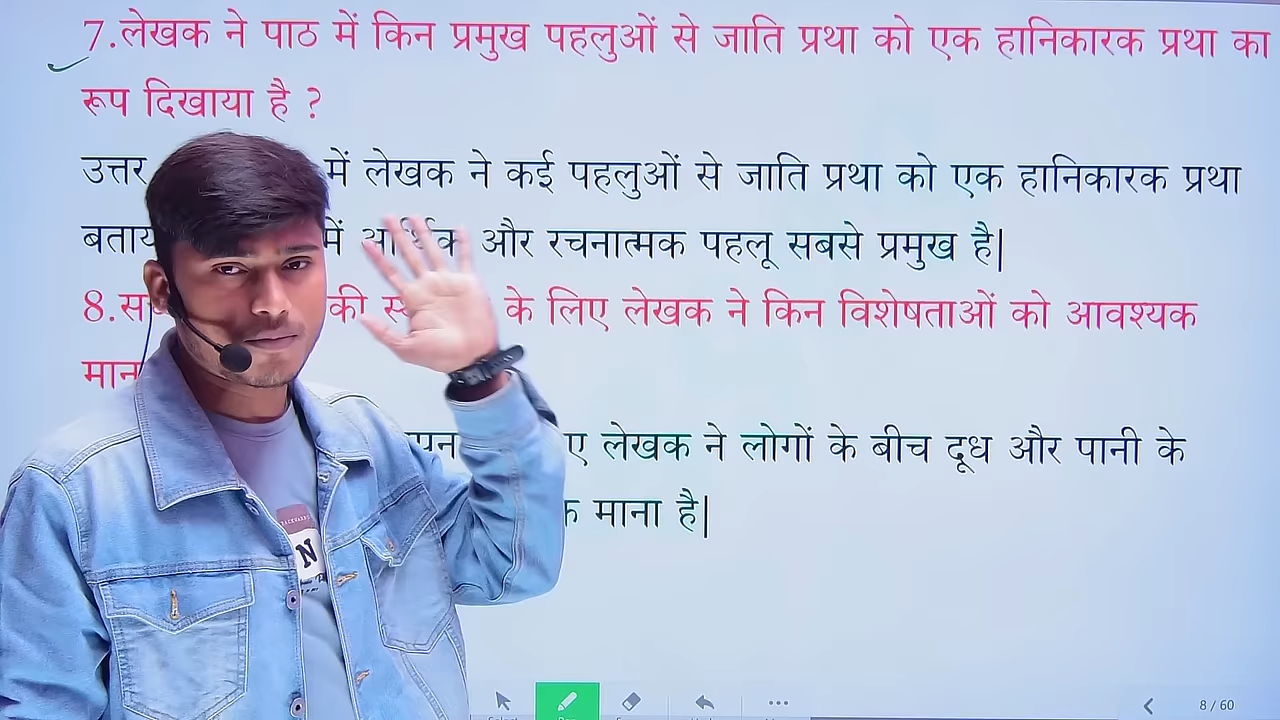 7.लेखक ने पाठ में किन प्रमुख पहलुओं से जाति प्रथा को एक हानिकारक प्रथा का
रूप दिखाया है ?
उत्तर में लेखक ने कई पहलुओं से जाति प्रथा को एक हानिकारक प्रथा
में आर्थिक और रचनात्मक पहलू सबसे प्रमुख है|
8. की के लिए लेखक ने किन विशेषताओं को आवश्यक
लेखक ने लोगों के बीच दूध और पानी के
माना है|
N
8 / 60